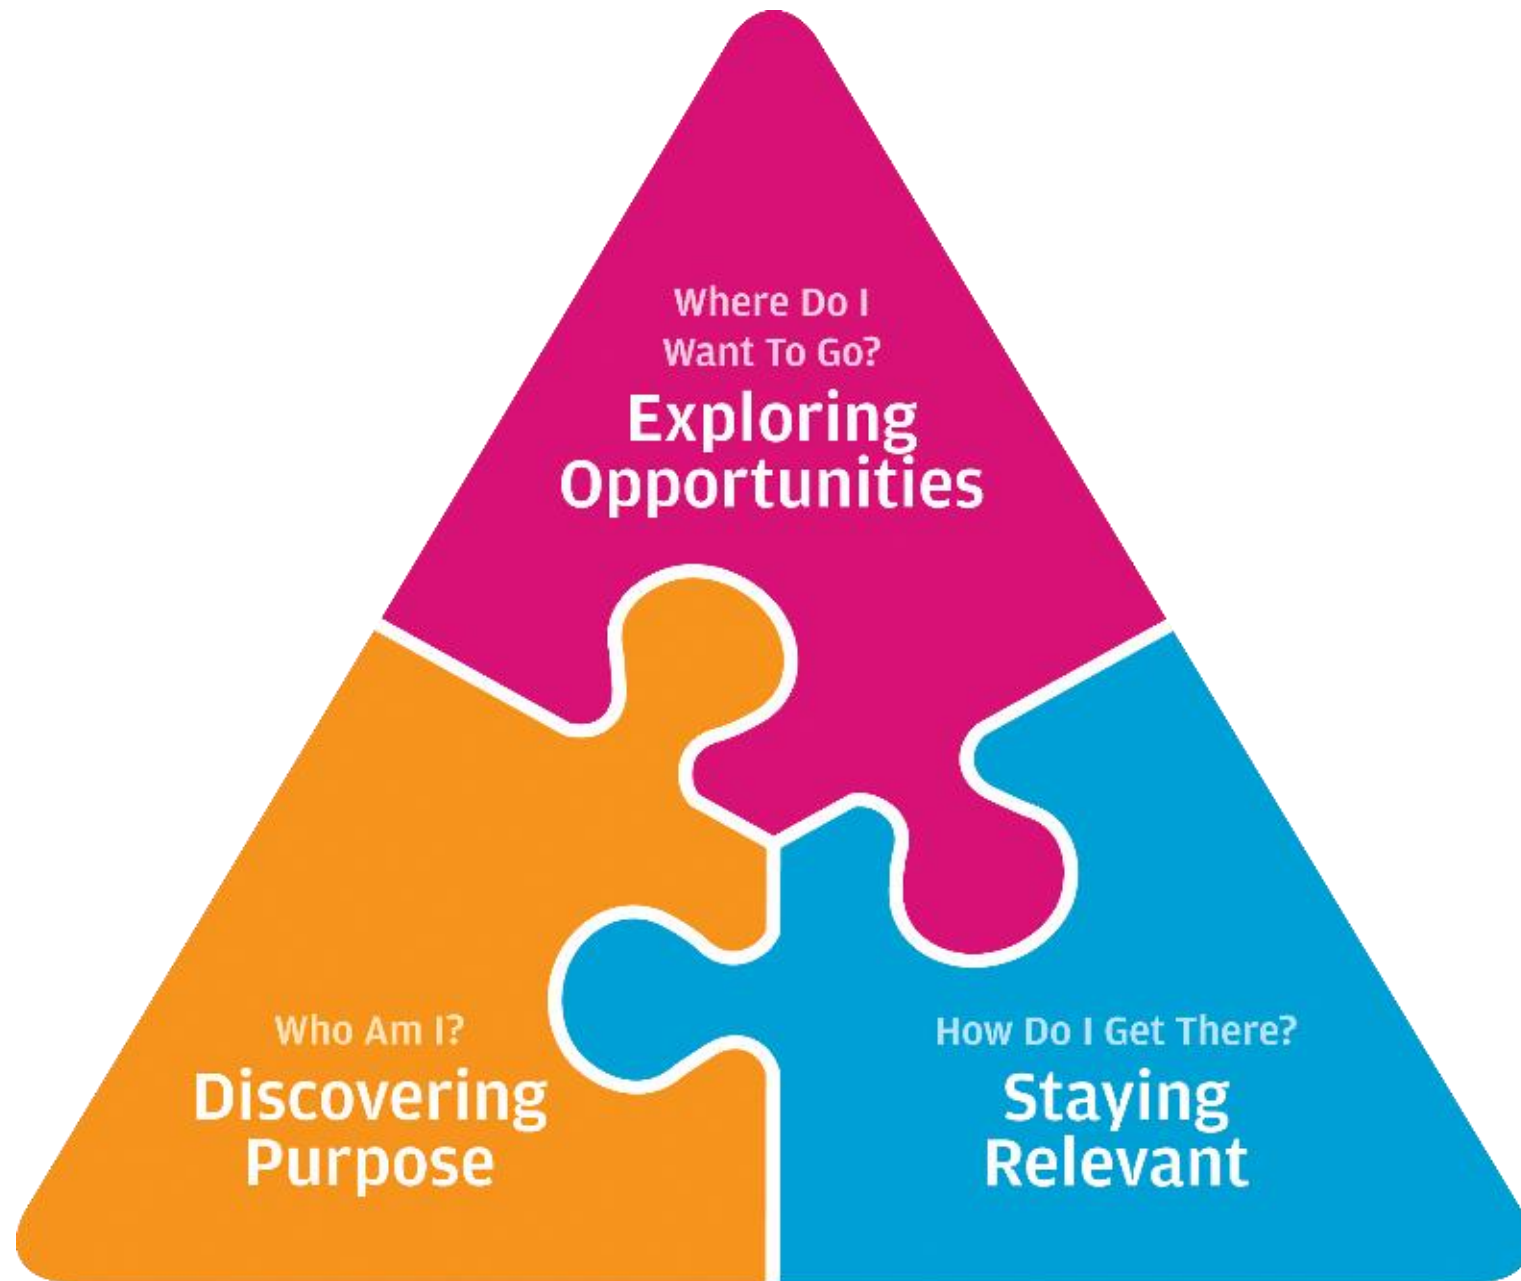 Where Do I
Want To Go?
Exploring
Opportunities
Who Am I?
Discovering
Purpose
How Do I Get There?
Staying
Relevant